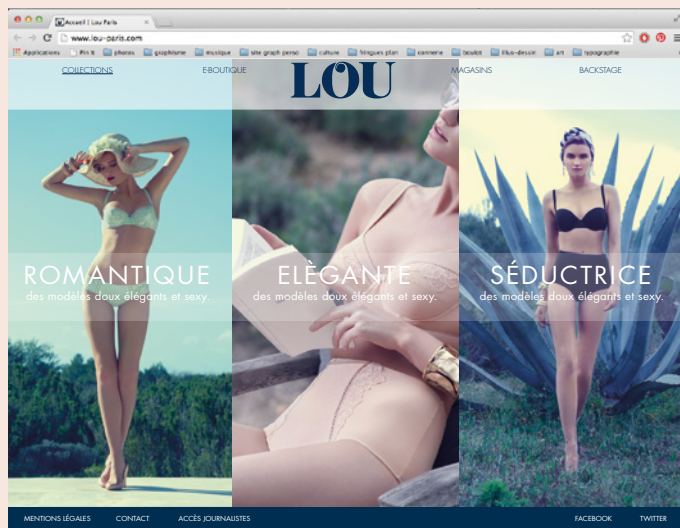 Accueil | Lou Paris
www.lou-paris.com
Applications Pin it photos graphisme musique site graph perso culture fringues plan connerie boulot illus-dessin art typographie
COLLECTIONS E-BOUTIQUE LOU MAGASINS BACKSTAGE
ROMANTIQUE
des modèles doux élégants et sexy.
ELÈGANTE
des modèles doux élégants et sexy.
SÉDUCTRICE
des modèles doux élégants et sexy.
MENTIONS LÉGALES CONTACT ACCÈS JOURNALISTES FACEBOOK TWITTER